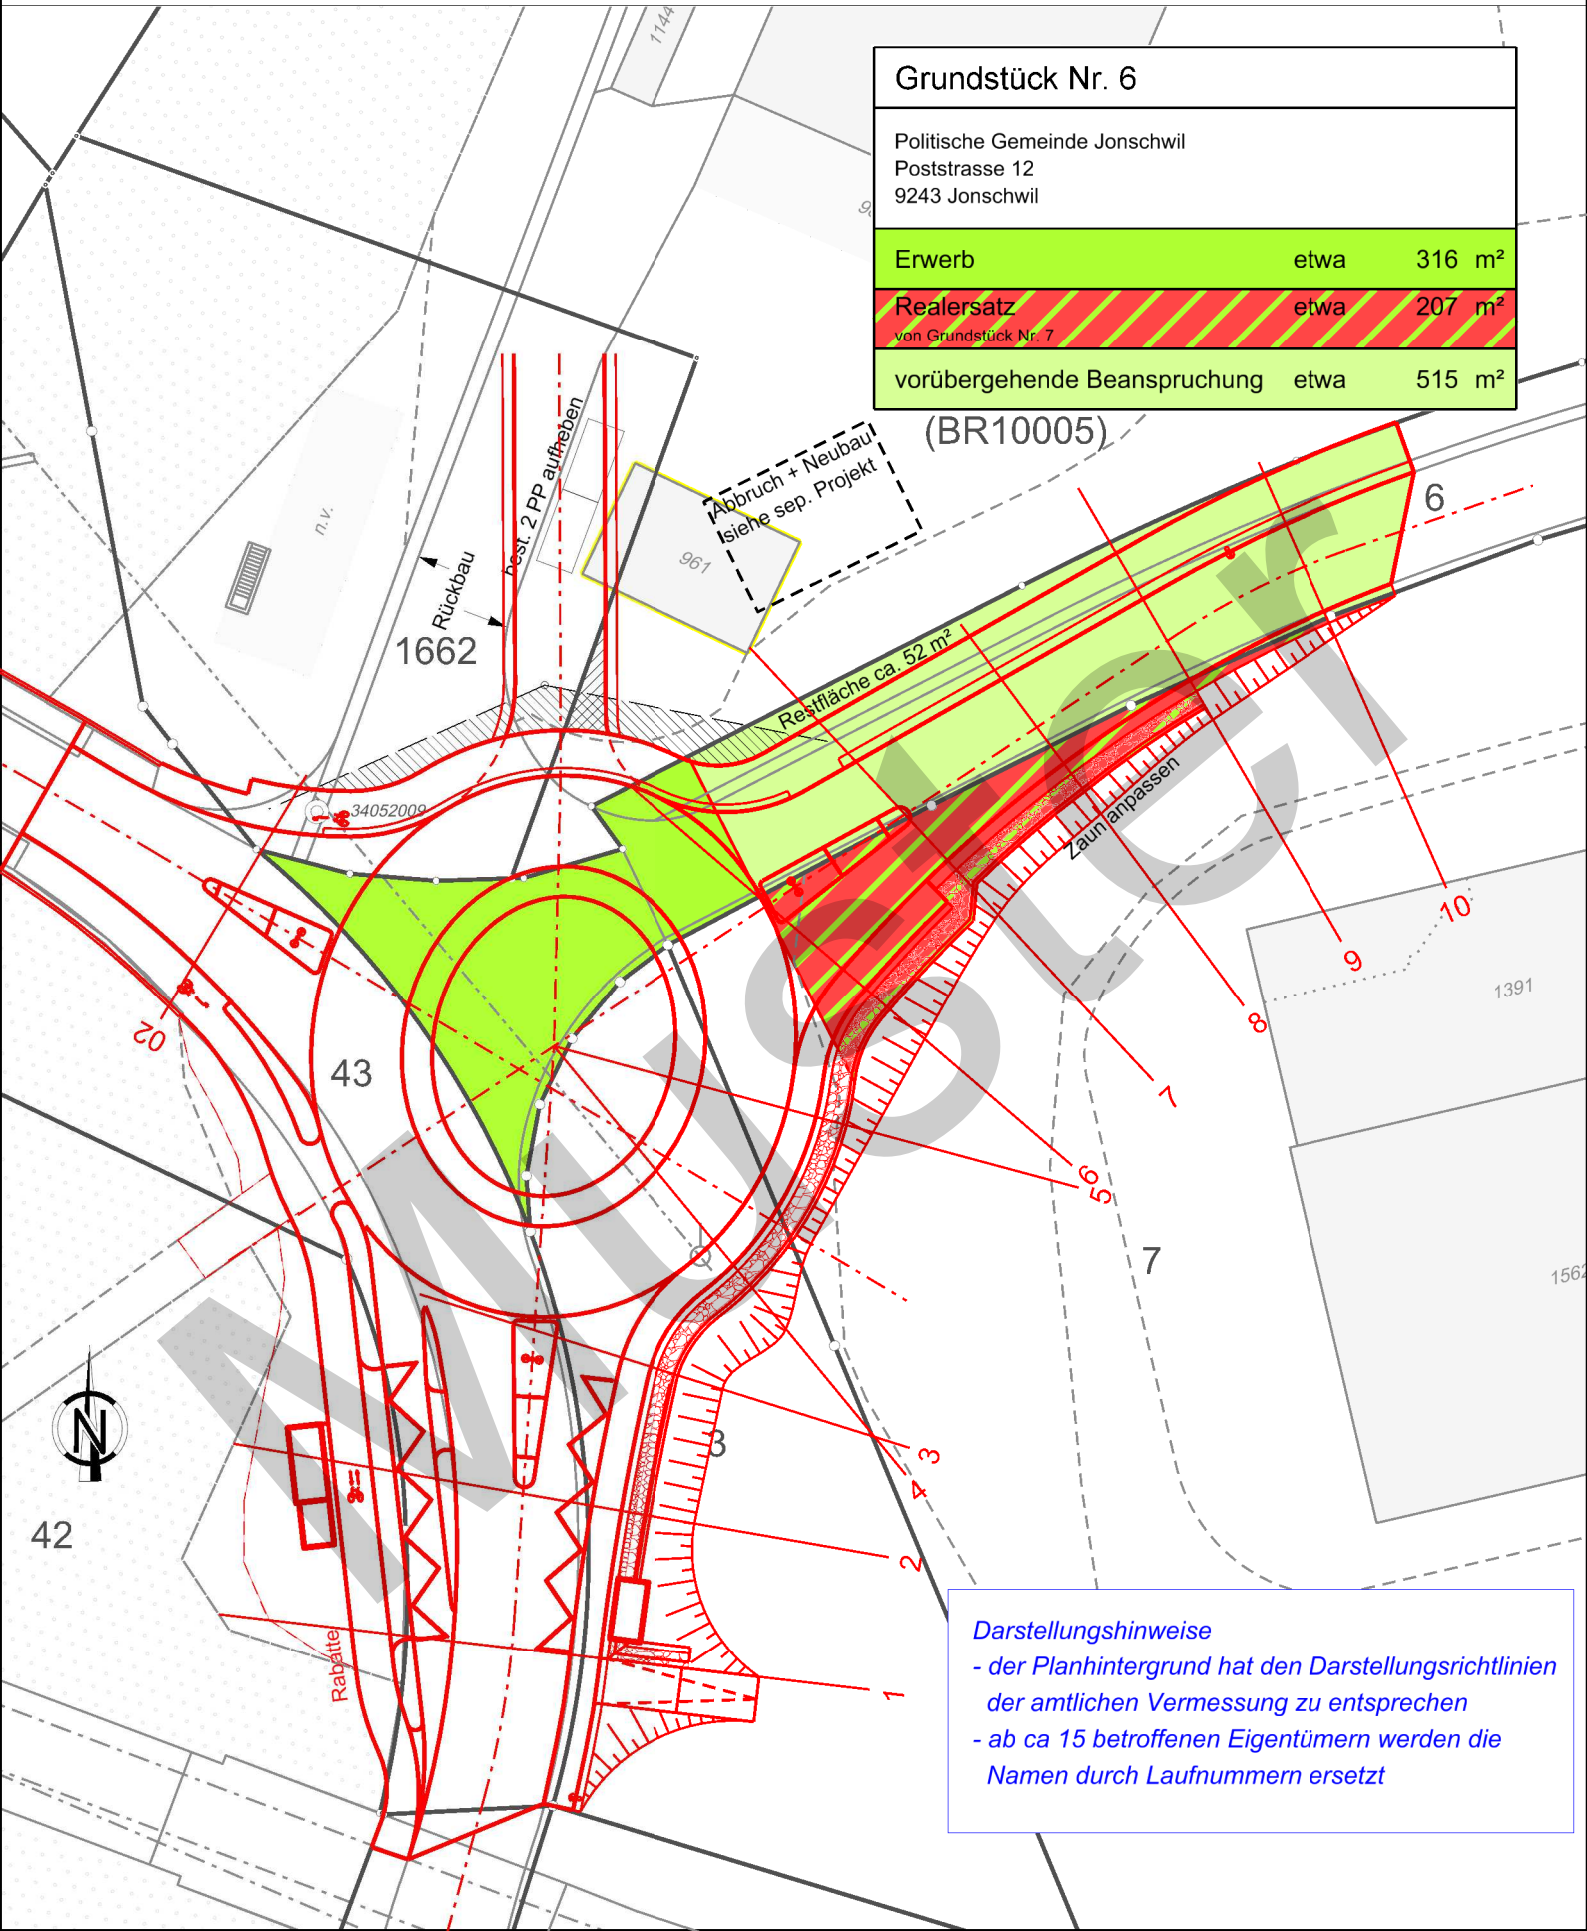 1144
Grundstück Nr. 6
Politische Gemeinde Jonschwil
Poststrasse 12
9243 Jonschwil
Erwerb etwa 316 m²
Realersatz etwa 207 m²
von Grundstück Nr. 7
vorübergehende Beanspruchung etwa 515 m²
(BR10005)
Abbruch + Neubau
siehe sep. Projekt
best. 2 PP aufheben
Rückbau
n.v.
961
6
1662
Restfläche ca. 52 m²
Zaun anpassen
34052009
02
43
10
9
8
7
6
5
1391
7
1562
3
3
4
2
1
42
N
Rabatte
Muster
Darstellungshinweise
- der Planhintergrund hat den Darstellungsrichtlinien
der amtlichen Vermessung zu entsprechen
- ab ca 15 betroffenen Eigentümern werden die
Namen durch Laufnummern ersetzt